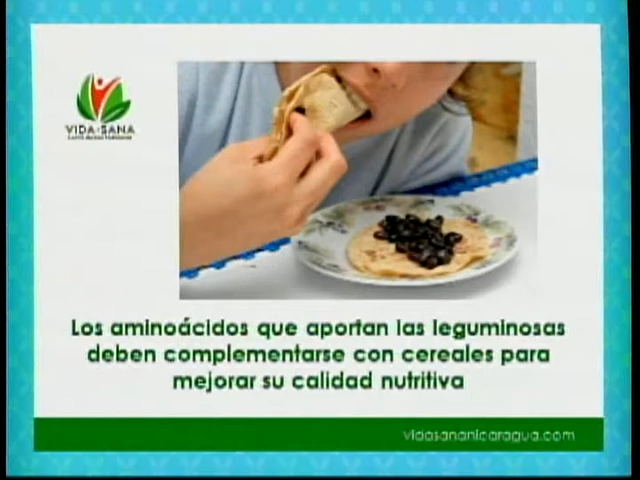 VIDA SANA
Los aminoácidos que aportan las leguminosas
deben complementarse con cereales para
mejorar su calidad nutritiva
vidasananicaragua.com